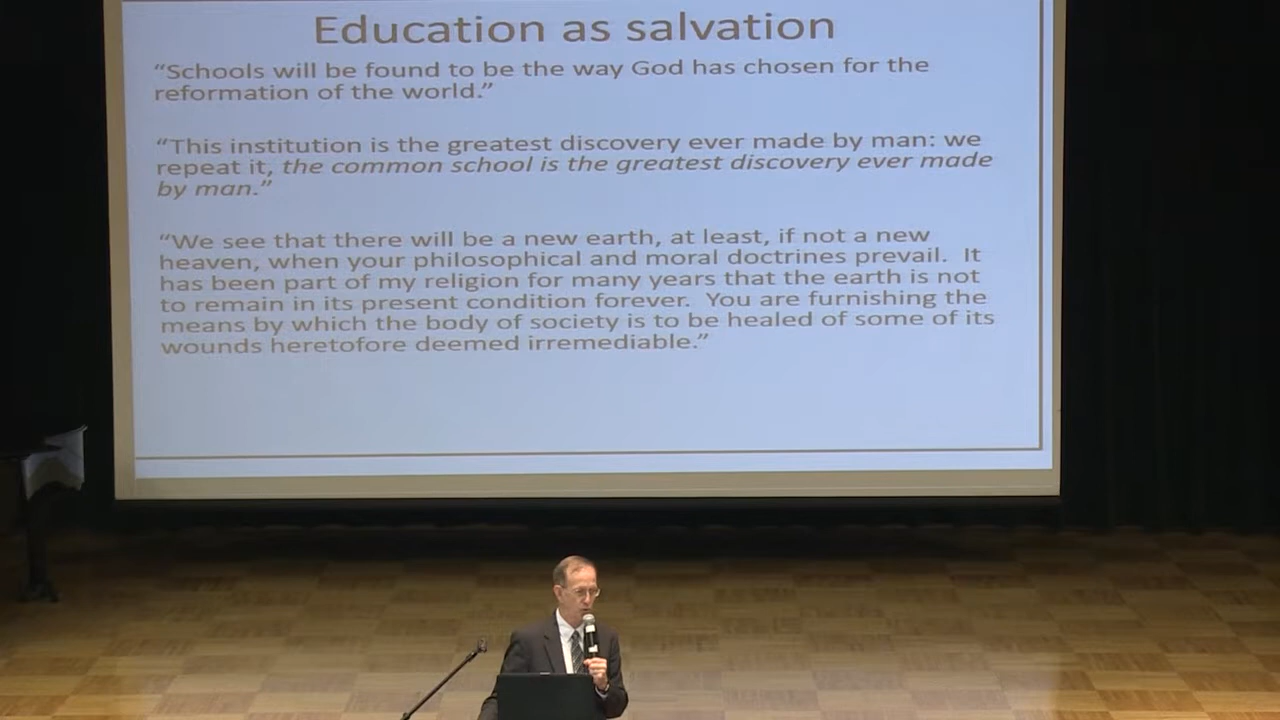 Education as salvation
“Schools will be found to be the way God has chosen for the
reformation of the world.”
“This institution is the greatest discovery ever made by man: we
repeat it, the common school is the greatest discovery ever made
by man.”
“We see that there will be a new earth, at least, if not a new
heaven, when your philosophical and moral doctrines prevail.  It
has been part of my religion for many years that the earth is not
to remain in its present condition forever.  You are furnishing the
means by which the body of society is to be healed of some of its
wounds heretofore deemed irremediable.”